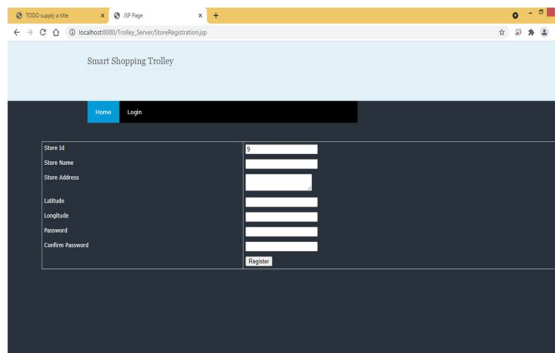 TODO supply a title
JSP Page
localhost:8080/Trolley_Server/StoreRegistration.jsp
Smart Shopping Trolley
Home Login
Store Id 9
Store Name
Store Address
Latitude
Longitude
Password
Confirm Password
Register